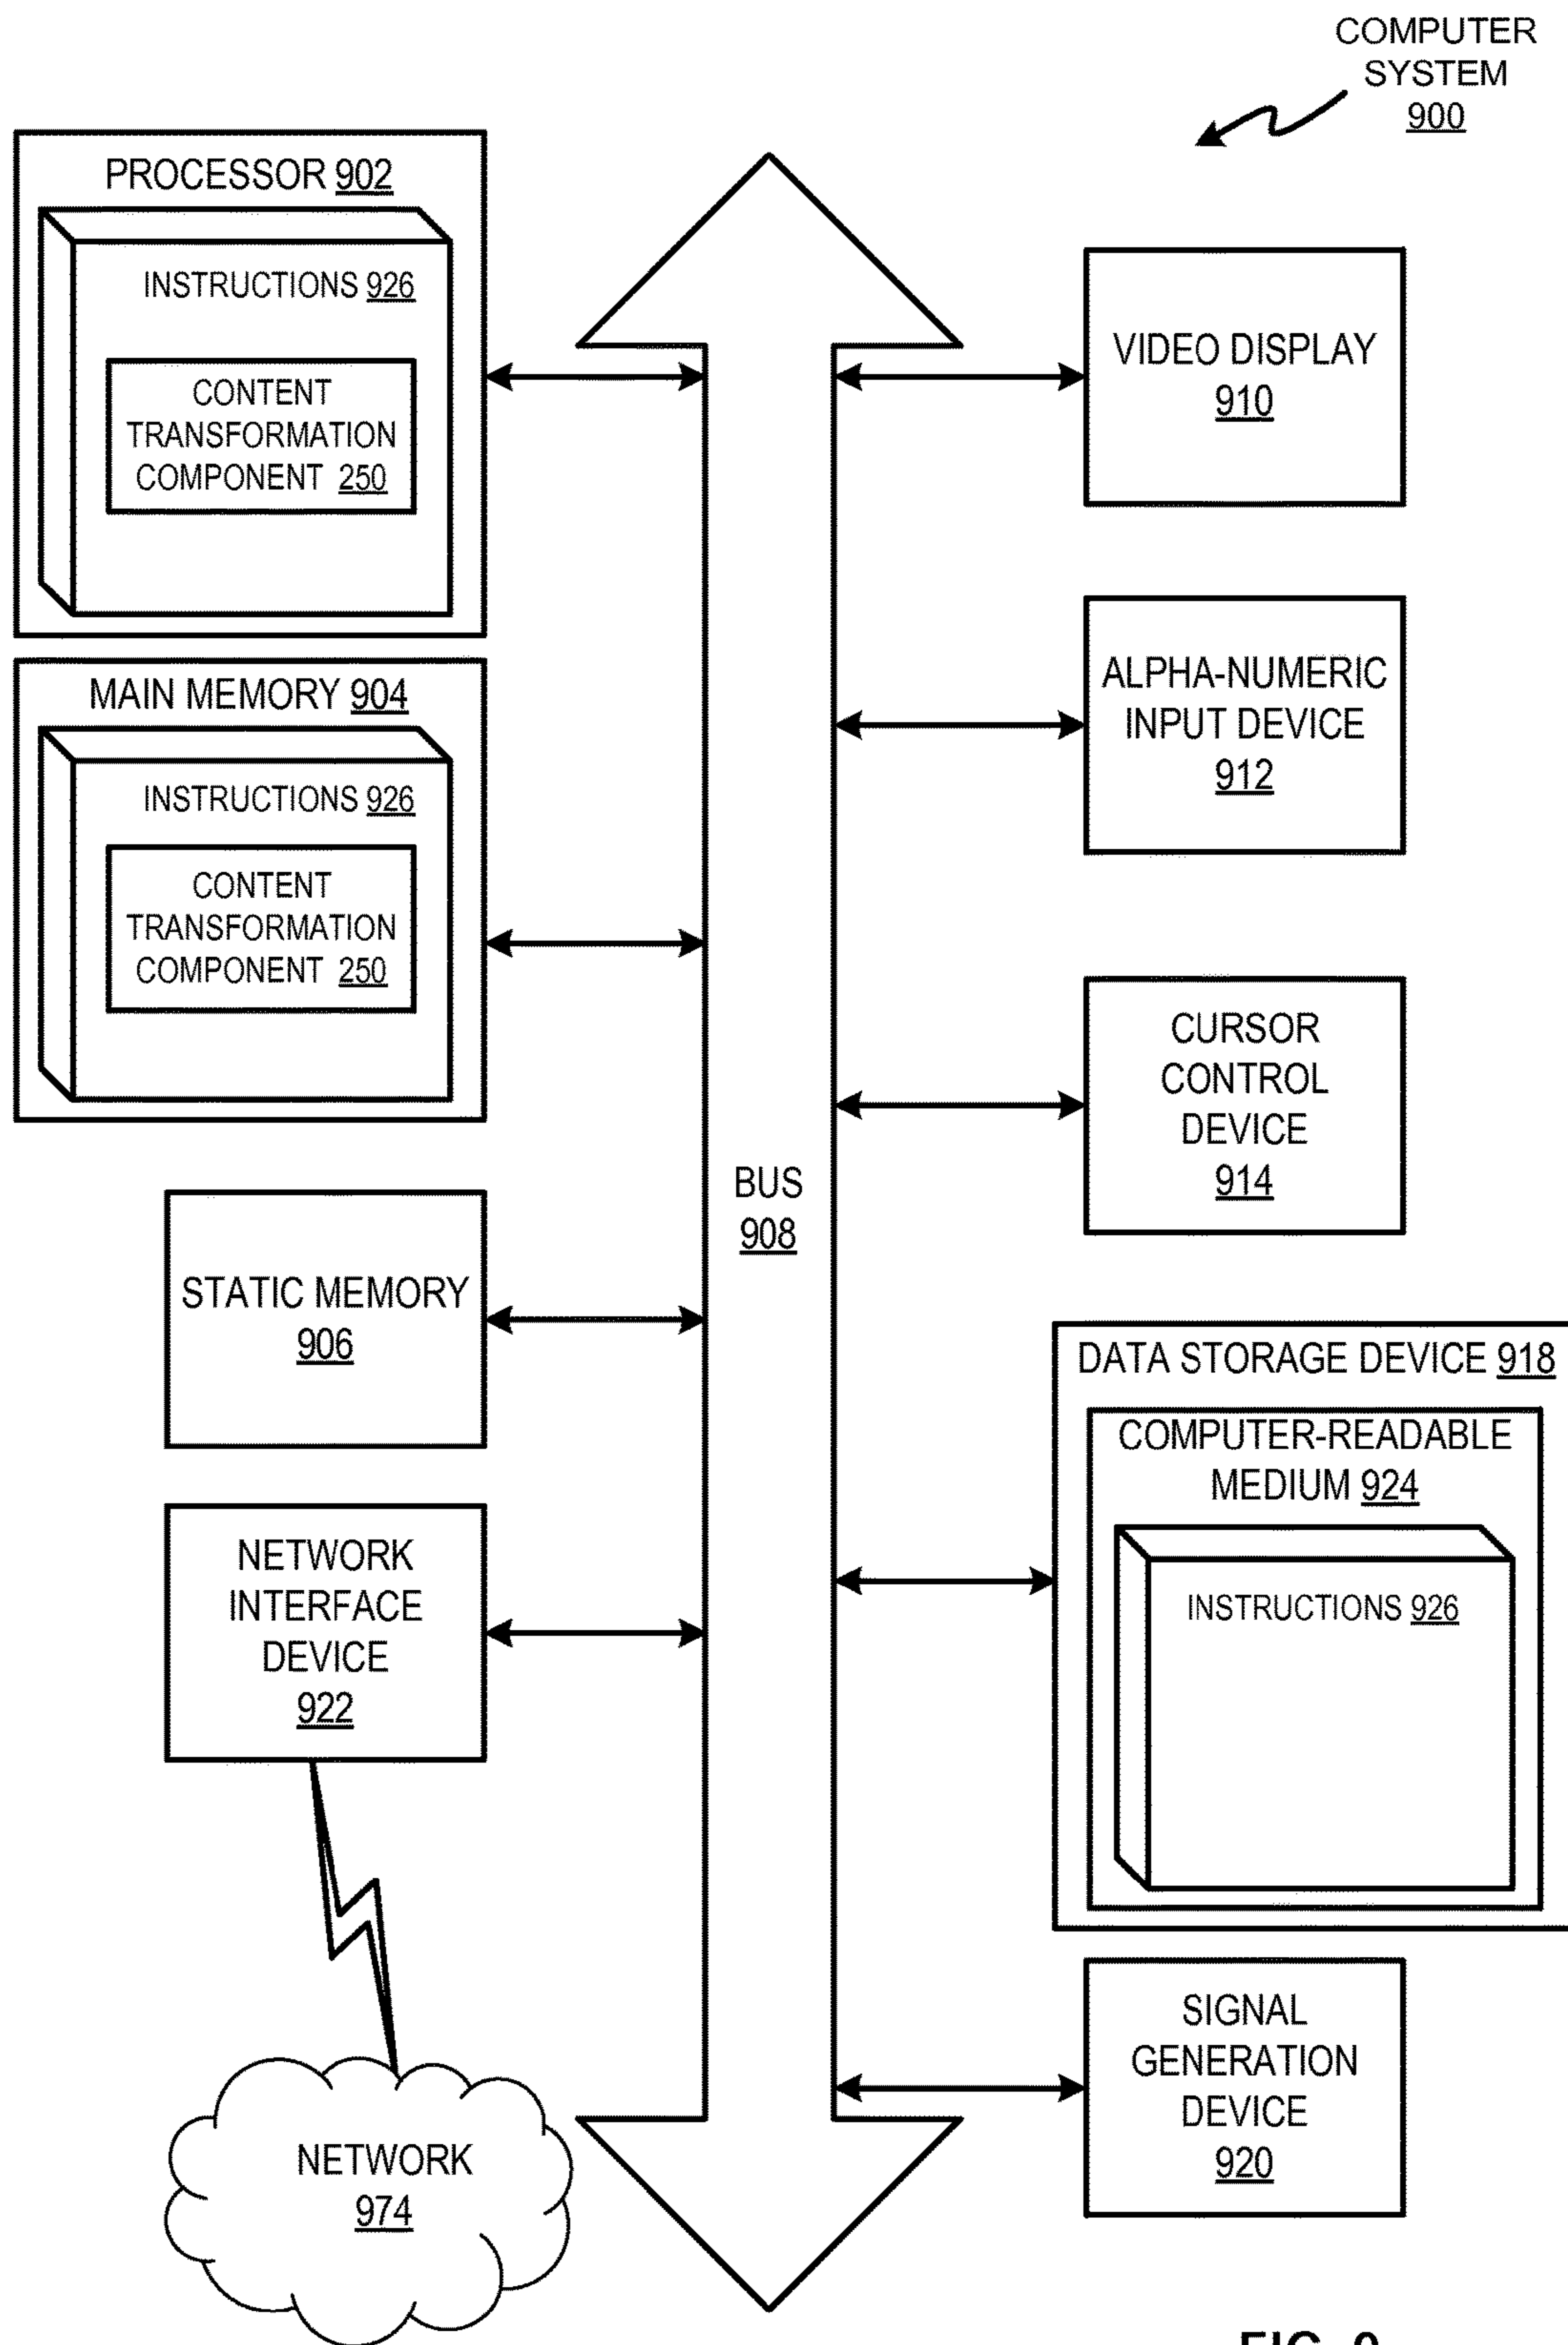 COMPUTER
SYSTEM
900
PROCESSOR 902
INSTRUCTIONS 926
CONTENT
TRANSFORMATION
COMPONENT 250
MAIN MEMORY 904
INSTRUCTIONS 926
CONTENT
TRANSFORMATION
COMPONENT 250
STATIC MEMORY
906
NETWORK
INTERFACE
DEVICE
922
NETWORK
974
BUS
908
VIDEO DISPLAY
910
ALPHA-NUMERIC
INPUT DEVICE
912
CURSOR
CONTROL
DEVICE
914
DATA STORAGE DEVICE 918
COMPUTER-READABLE
MEDIUM 924
INSTRUCTIONS 926
SIGNAL
GENERATION
DEVICE
920
FIG. 9